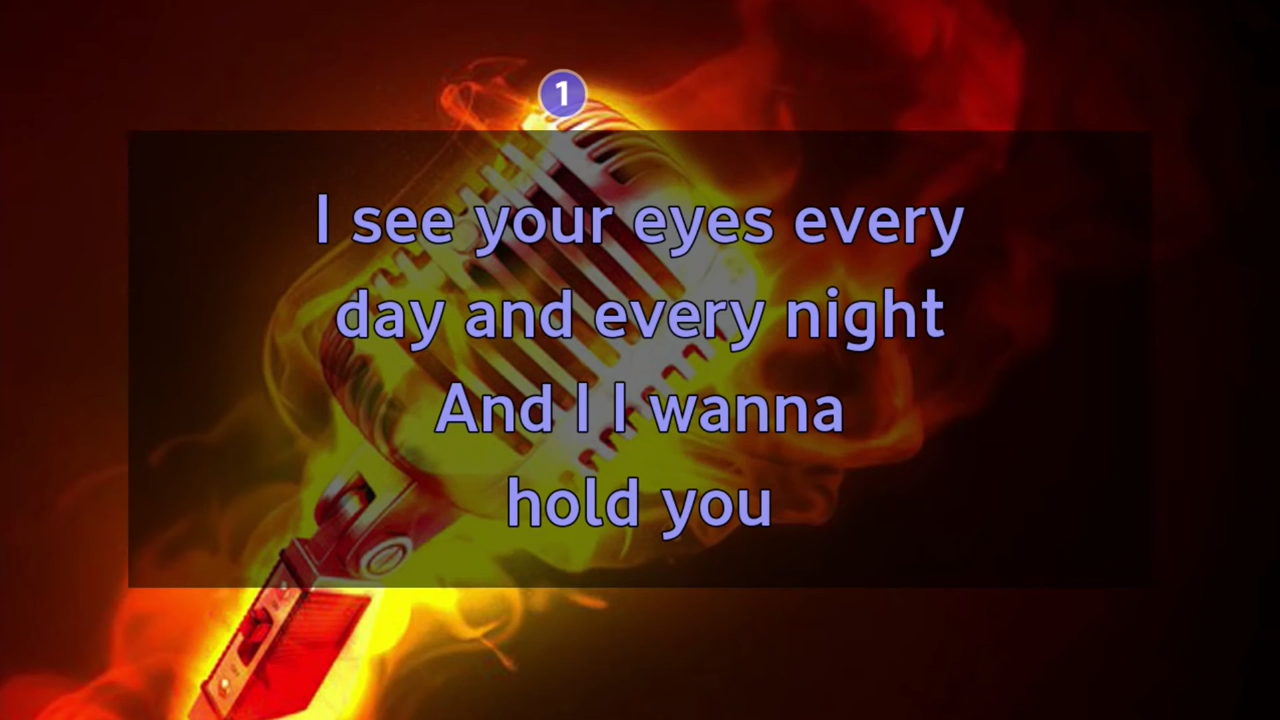 1
I see your eyes every
day and every night
And I I wanna
hold you